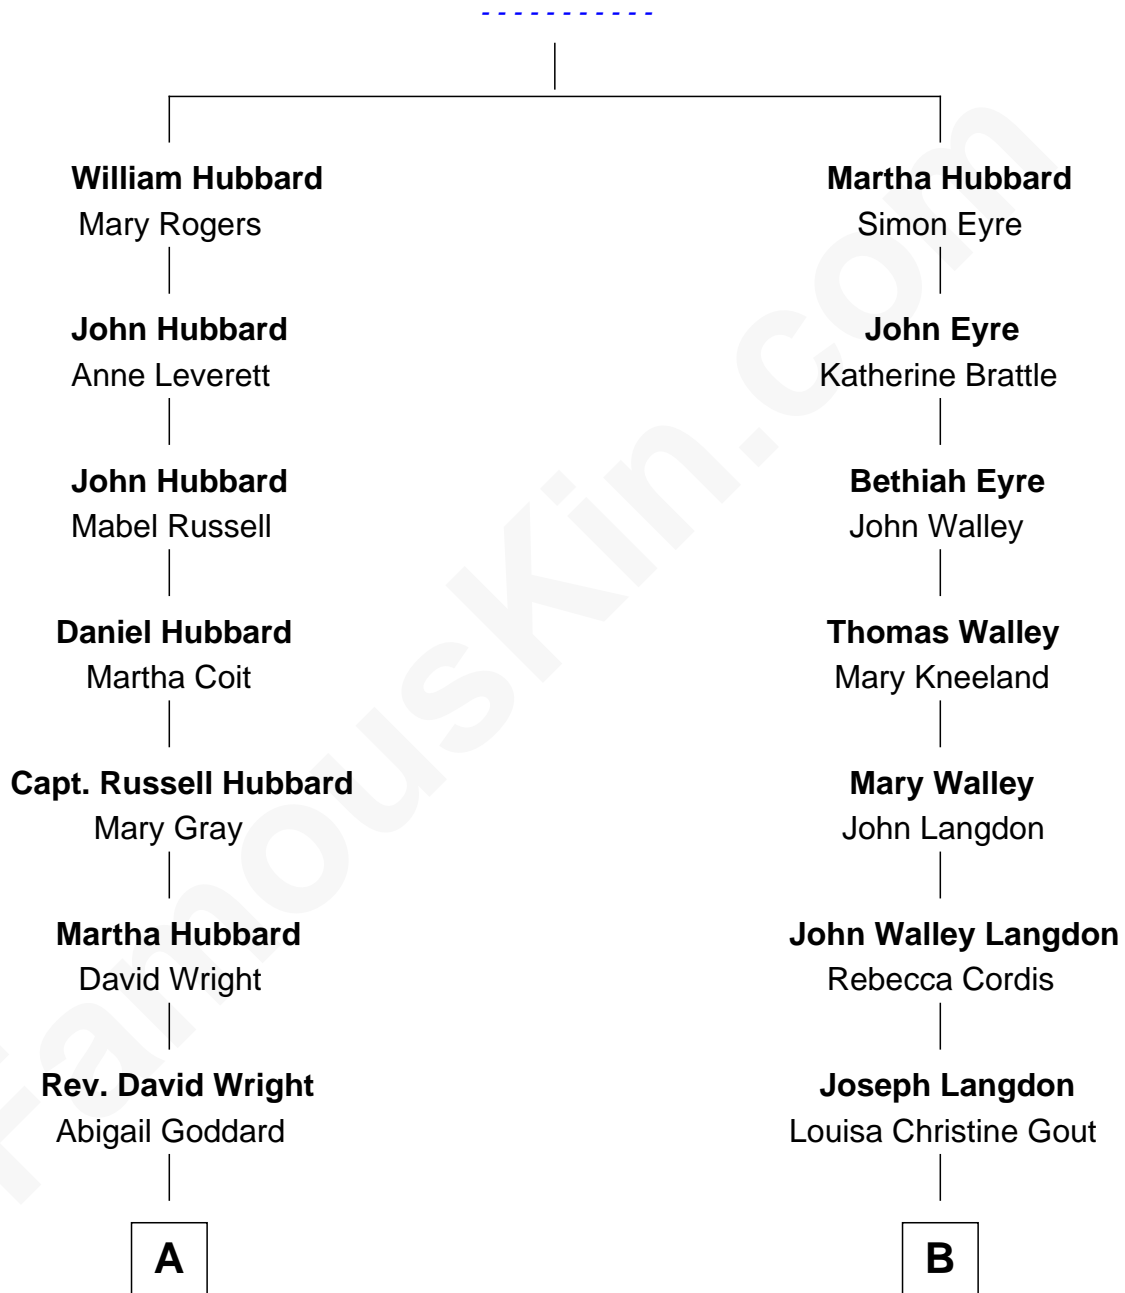 - - - - - - - - - - -
William Hubbard
Mary Rogers
John Hubbard
Anne Leverett
John Hubbard
Mabel Russell
Daniel Hubbard
Martha Coit
Capt. Russell Hubbard
Mary Gray
Martha Hubbard
David Wright
Rev. David Wright
Abigail Goddard
A
Martha Hubbard
Simon Eyre
John Eyre
Katherine Brattle
Bethiah Eyre
John Walley
Thomas Walley
Mary Kneeland
Mary Walley
John Langdon
John Walley Langdon
Rebecca Cordis
Joseph Langdon
Louisa Christine Gout
B
FamousKin.com